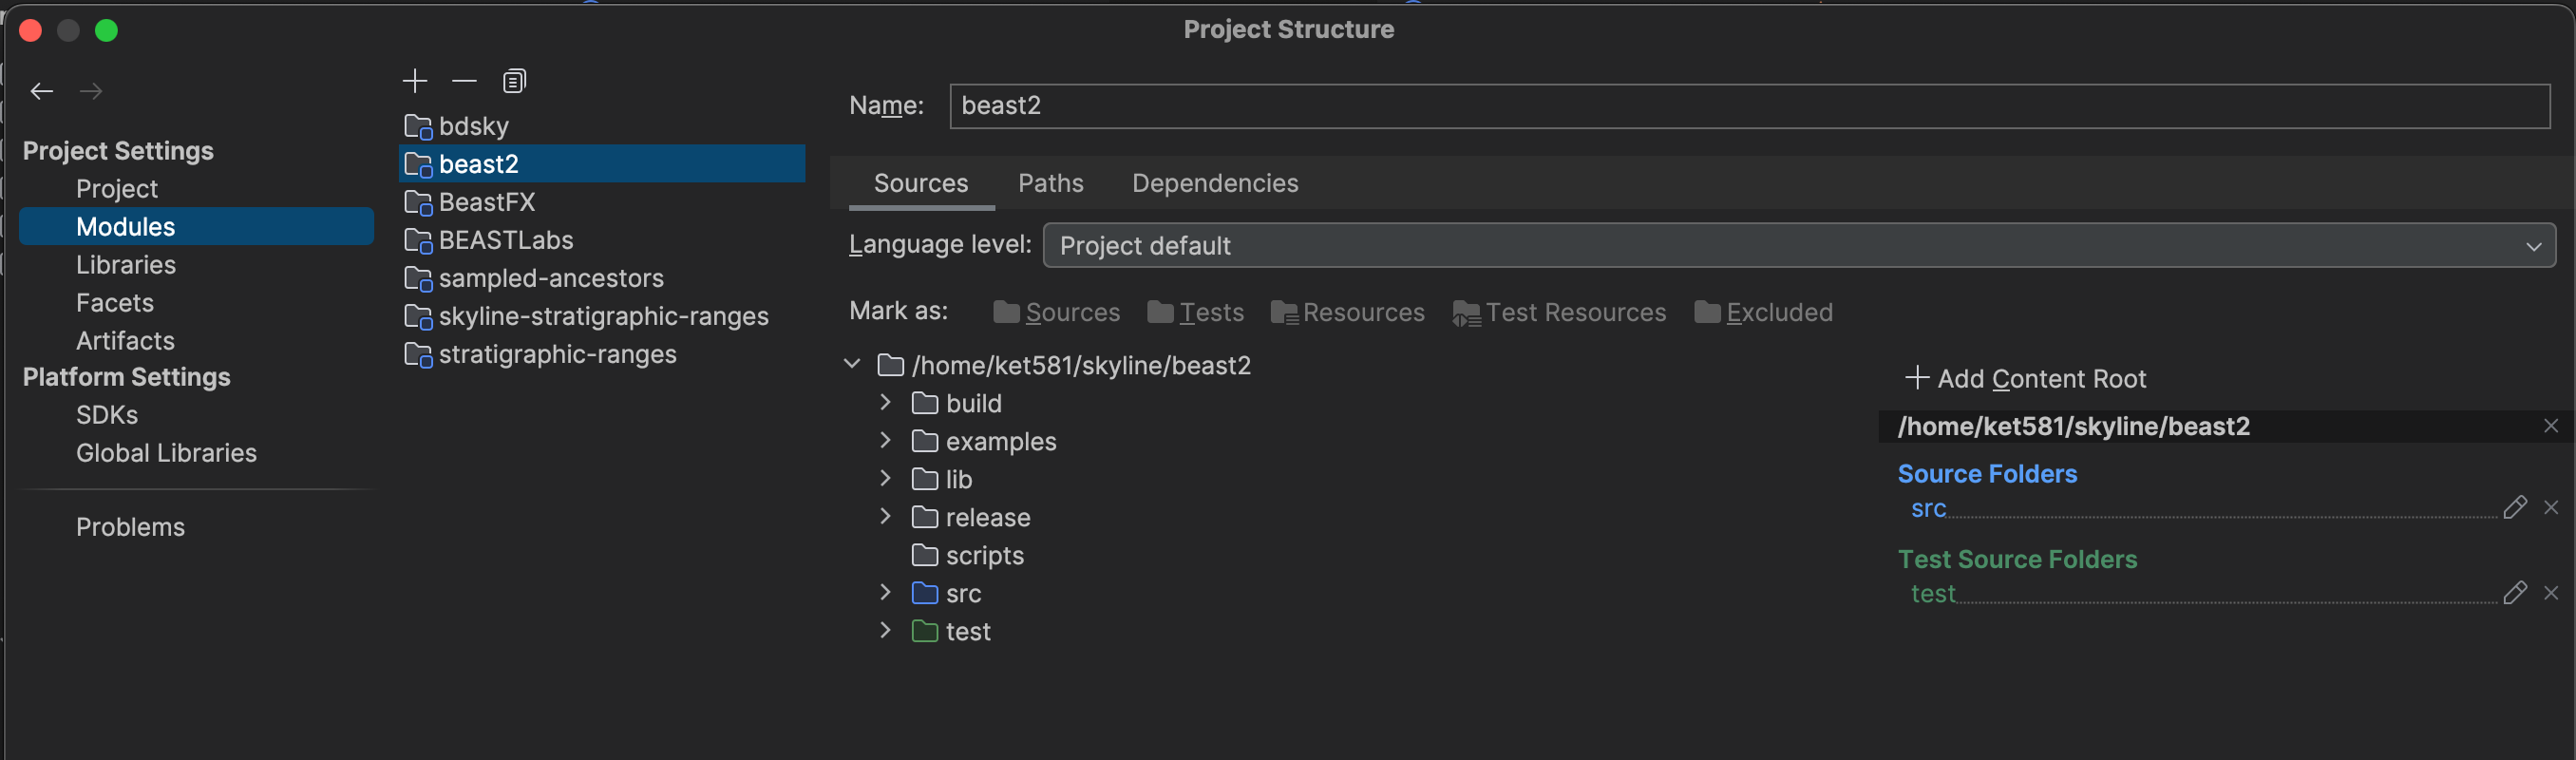 Project Structure
Project Settings
Project
Modules
Libraries
Facets
Artifacts
Platform Settings
SDKs
Global Libraries
Problems
bdsky
beast2
BeastFX
BEASTLabs
sampled-ancestors
skyline-stratigraphic-ranges
stratigraphic-ranges
Name: beast2
Sources Paths Dependencies
Language level: Project default
Mark as: Sources Tests Resources Test Resources Excluded
/home/ket581/skyline/beast2
build
examples
lib
release
scripts
src
test
Add Content Root
/home/ket581/skyline/beast2
Source Folders
src
Test Source Folders
test